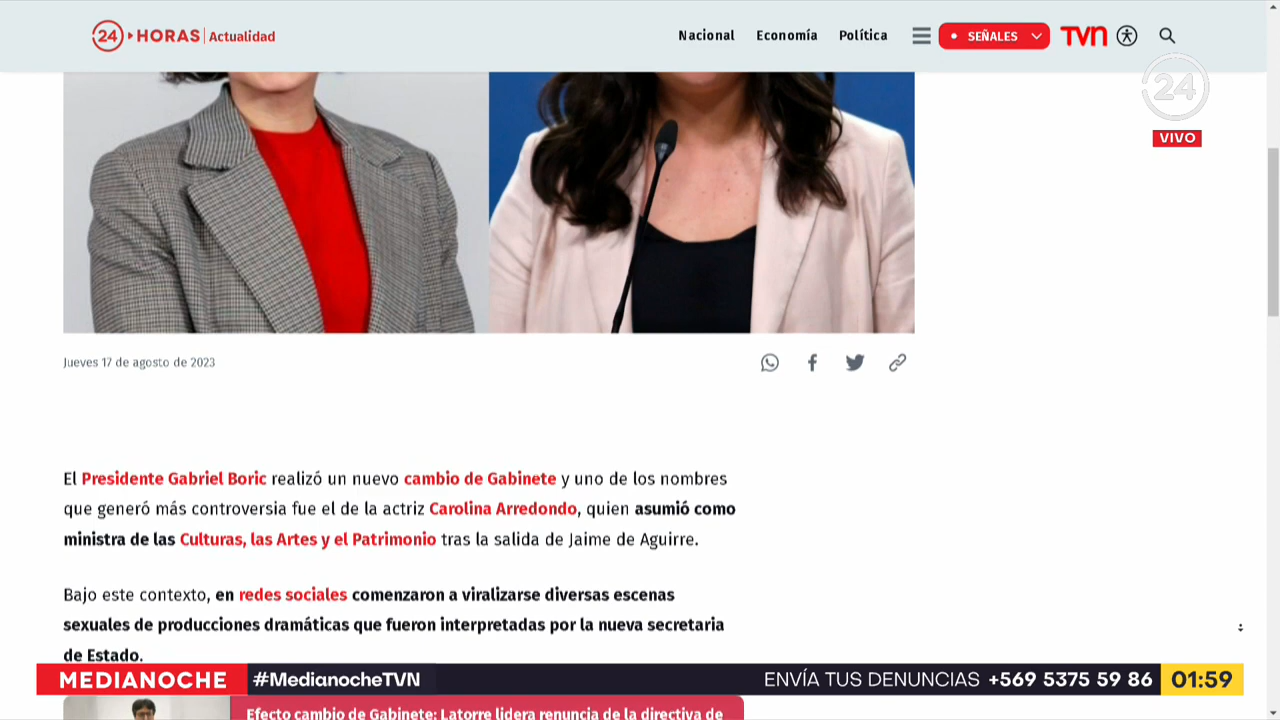 24 HORAS Actualidad
Nacional Economía Política
SEÑALES
TVN
24
VIVO
Jueves 17 de agosto de 2023
El Presidente Gabriel Boric realizó un nuevo cambio de Gabinete y uno de los nombres
que generó más controversia fue el de la actriz Carolina Arredondo, quien asumió como
ministra de las Culturas, las Artes y el Patrimonio tras la salida de Jaime de Aguirre.
Bajo este contexto, en redes sociales comenzaron a viralizarse diversas escenas
sexuales de producciones dramáticas que fueron interpretadas por la nueva secretaria
de Estado.
MEDIANOCHE #MedianocheTVN ENVÍA TUS DENUNCIAS +569 5375 59 86 01:59
Efecto cambio de Gabinete: Latorre lidera renuncia de la directiva de